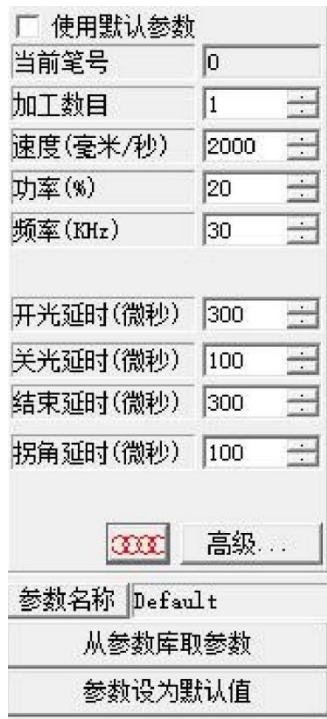 使用默认参数
当前笔号 0
加工数目 1
速度(毫米/秒) 2000
功率(%) 20
频率(KHz) 30
开光延时(微秒) 300
关光延时(微秒) 100
结束延时(微秒) 300
拐角延时(微秒) 100
高级...
参数名称 Default
从参数库取参数
参数设为默认值